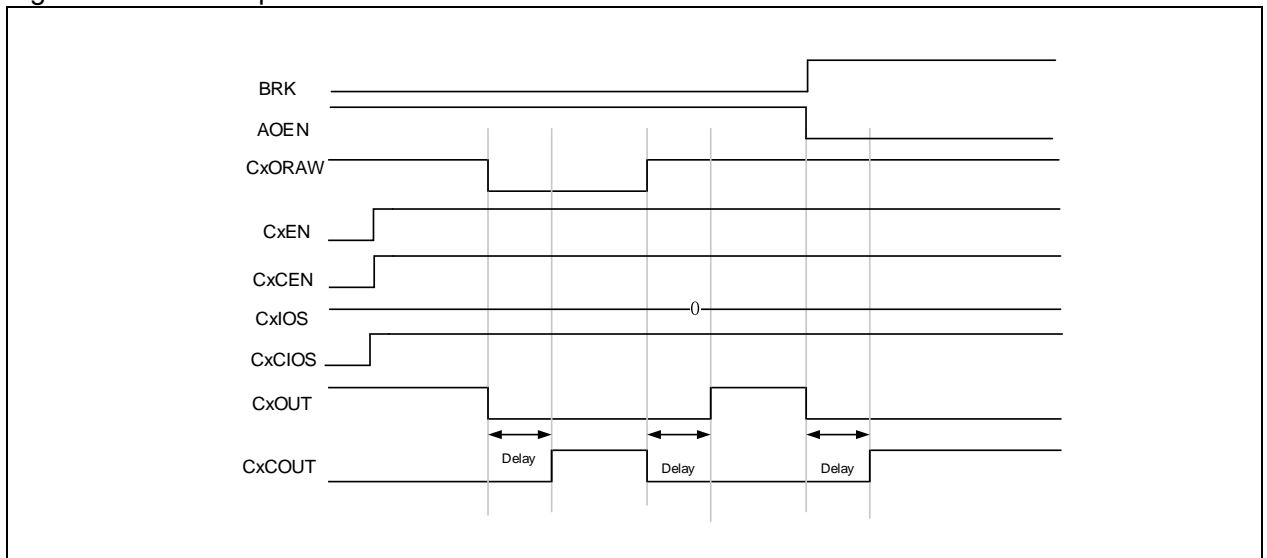 BRK
AOEN
CxORAW
CxEN
CxCEN
CxIOS
0
CxCIOS
CxOUT
CxCOUT
Delay
Delay
Delay